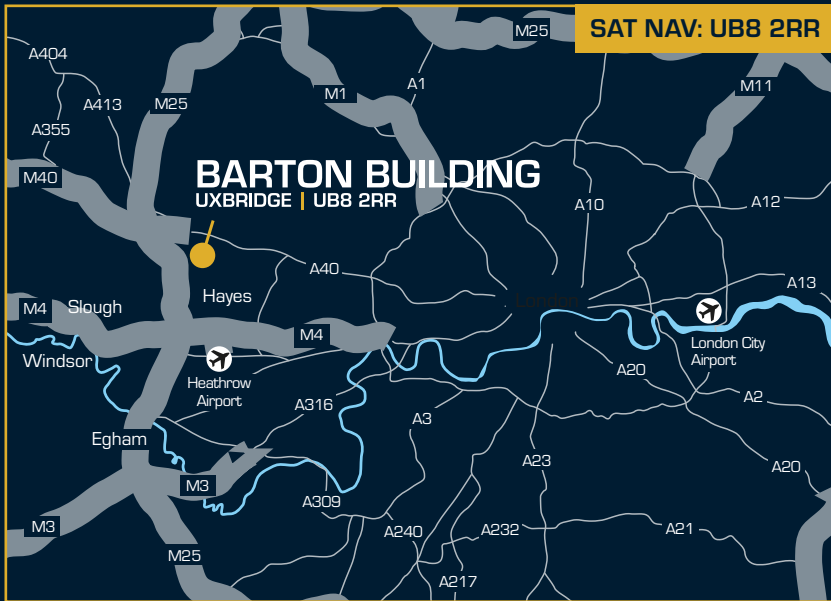 SAT NAV: UB8 2RR
M25
A404
A1
M11
M1
A413
M25
A355
BARTON BUILDING
M40
UXBRIDGE | UB8 2RR
A10
A12
A40
A13
Hayes
London
M4
Slough
M4
London City
Airport
Windsor
A20
Heathrow
Airport
A2
A316
A3
Egham
A23
A20
M3
A309
M3
A240
A232
A21
M25
A217